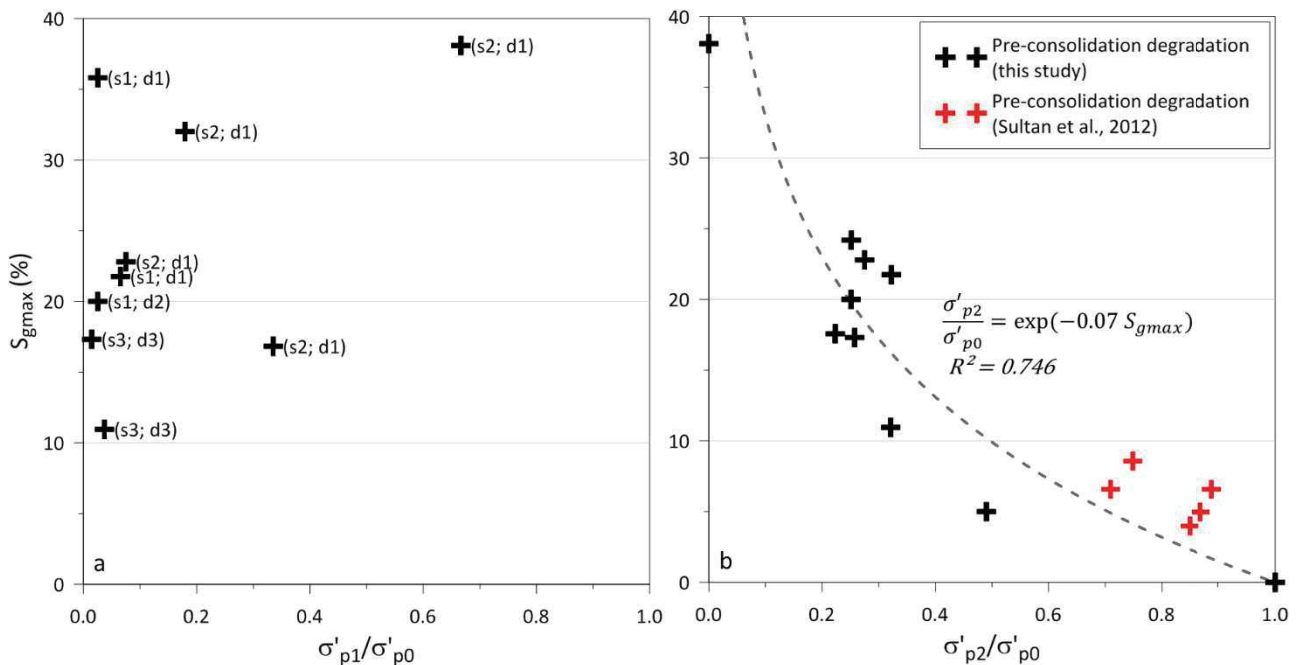 40
30
20
10
0
S_gmax (%)
(s2; d1)
(s1; d1)
(s2; d1)
(s2; d1)
(s1; d1)
(s1; d2)
(s3; d3)
(s2; d1)
(s3; d3)
a
0.0 0.2 0.4 0.6 0.8 1.0
σ'p1/σ'p0
40
30
20
10
0
Pre-consolidation degradation
(this study)
Pre-consolidation degradation
(Sultan et al., 2012)
σ'p2/σ'p0 = exp(−0.07 S_gmax)
R² = 0.746
b
0.0 0.2 0.4 0.6 0.8 1.0
σ'p2/σ'p0